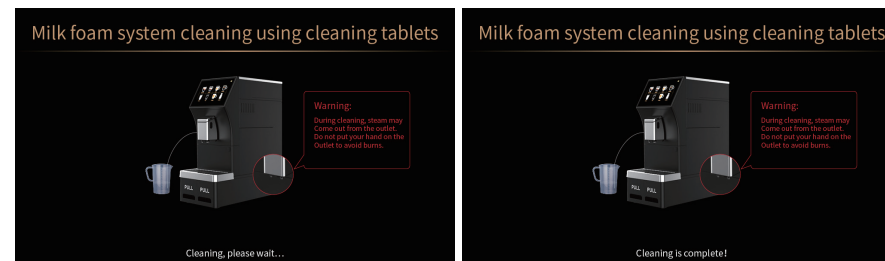 Milk foam system cleaning using cleaning tablets
Warning:
During cleaning, steam may
Come out from the outlet.
Do not put your hand on the
Outlet to avoid burns.
PULL PULL
Cleaning, please wait...
Milk foam system cleaning using cleaning tablets
Warning:
During cleaning, steam may
Come out from the outlet.
Do not put your hand on the
Outlet to avoid burns.
PULL PULL
Cleaning is complete!